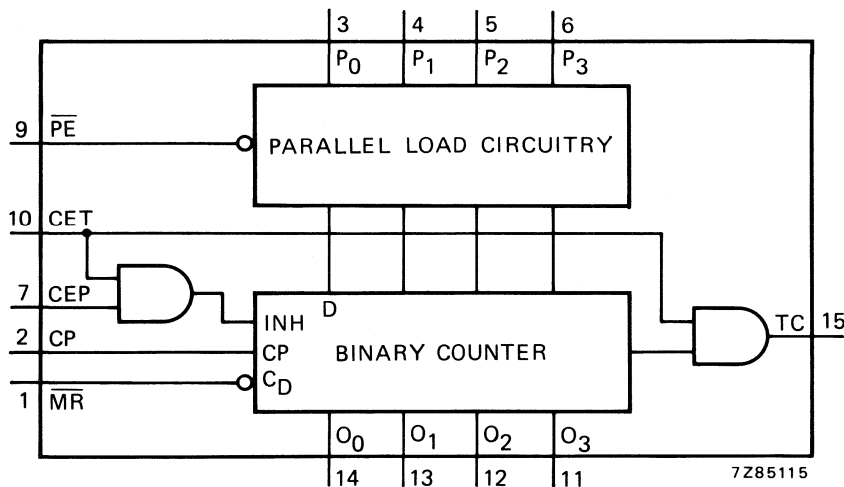 3 4 5 6
P0 P1 P2 P3
9 PE
PARALLEL LOAD CIRCUITRY
10 CET
7 CEP
D
INH
TC 15
2 CP
CP BINARY COUNTER
CD
1 MR
O0 O1 O2 O3
14 13 12 11
7Z85115